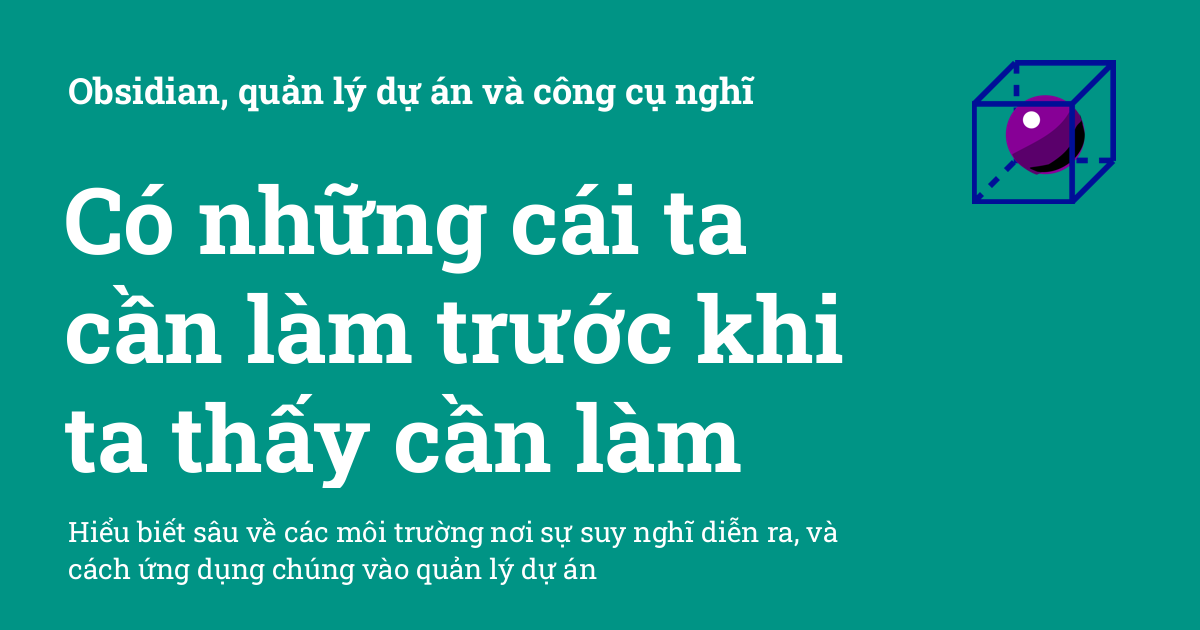 Obsidian, quản lý dự án và công cụ nghĩ
Có những cái ta
cần làm trước khi
ta thấy cần làm
Hiểu biết sâu về các môi trường nơi sự suy nghĩ diễn ra, và
cách ứng dụng chúng vào quản lý dự án